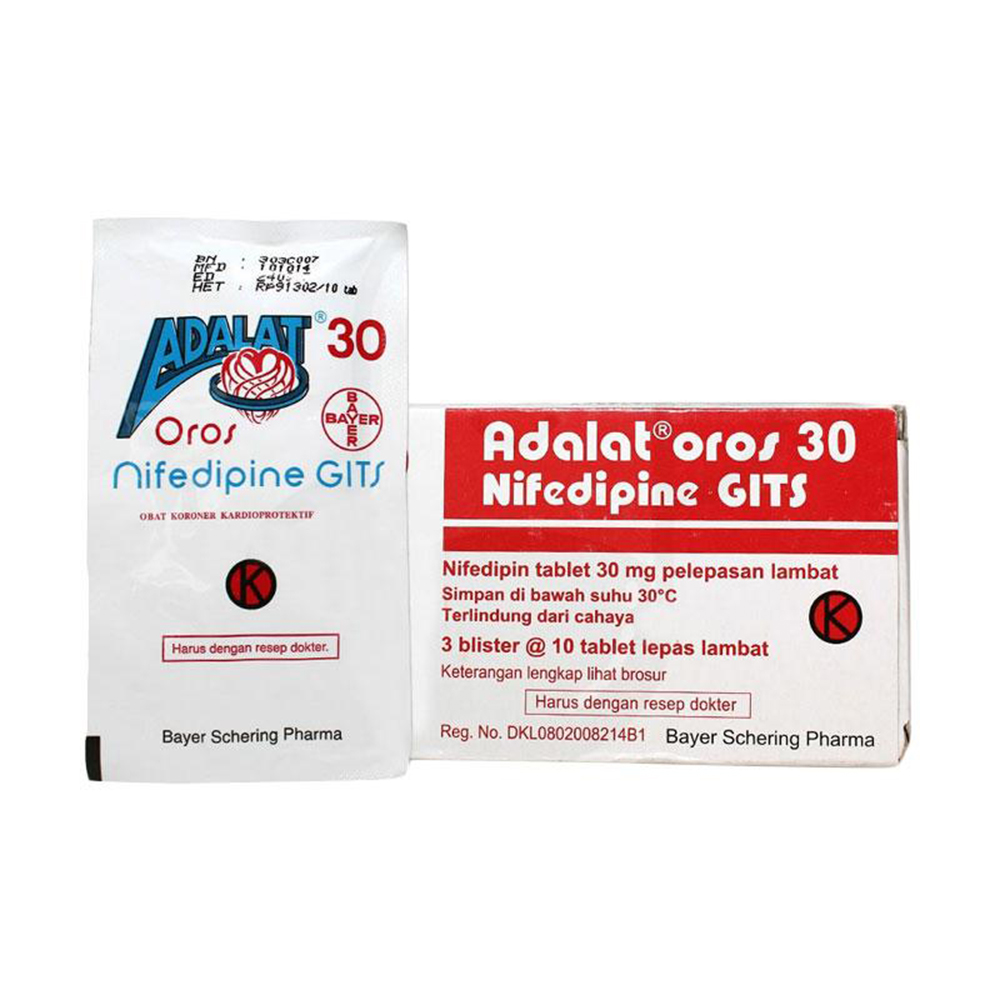 BN : 303C007
MFD : 101014
ED :
HET : RP91302/10 tab
ADALAT® 30
BAYER
BAYER
Oros
Nifedipine GITS
OBAT KORONER KARDIOPROTEKTIF
K
Harus dengan resep dokter.
Bayer Schering Pharma
Adalat® oros 30
Nifedipine GITS
Nifedipin tablet 30 mg pelepasan lambat
Simpan di bawah suhu 30°C
Terlindung dari cahaya
K
3 blister @ 10 tablet lepas lambat
Keterangan lengkap lihat brosur
Harus dengan resep dokter
Reg. No. DKL0802008214B1
Bayer Schering Pharma